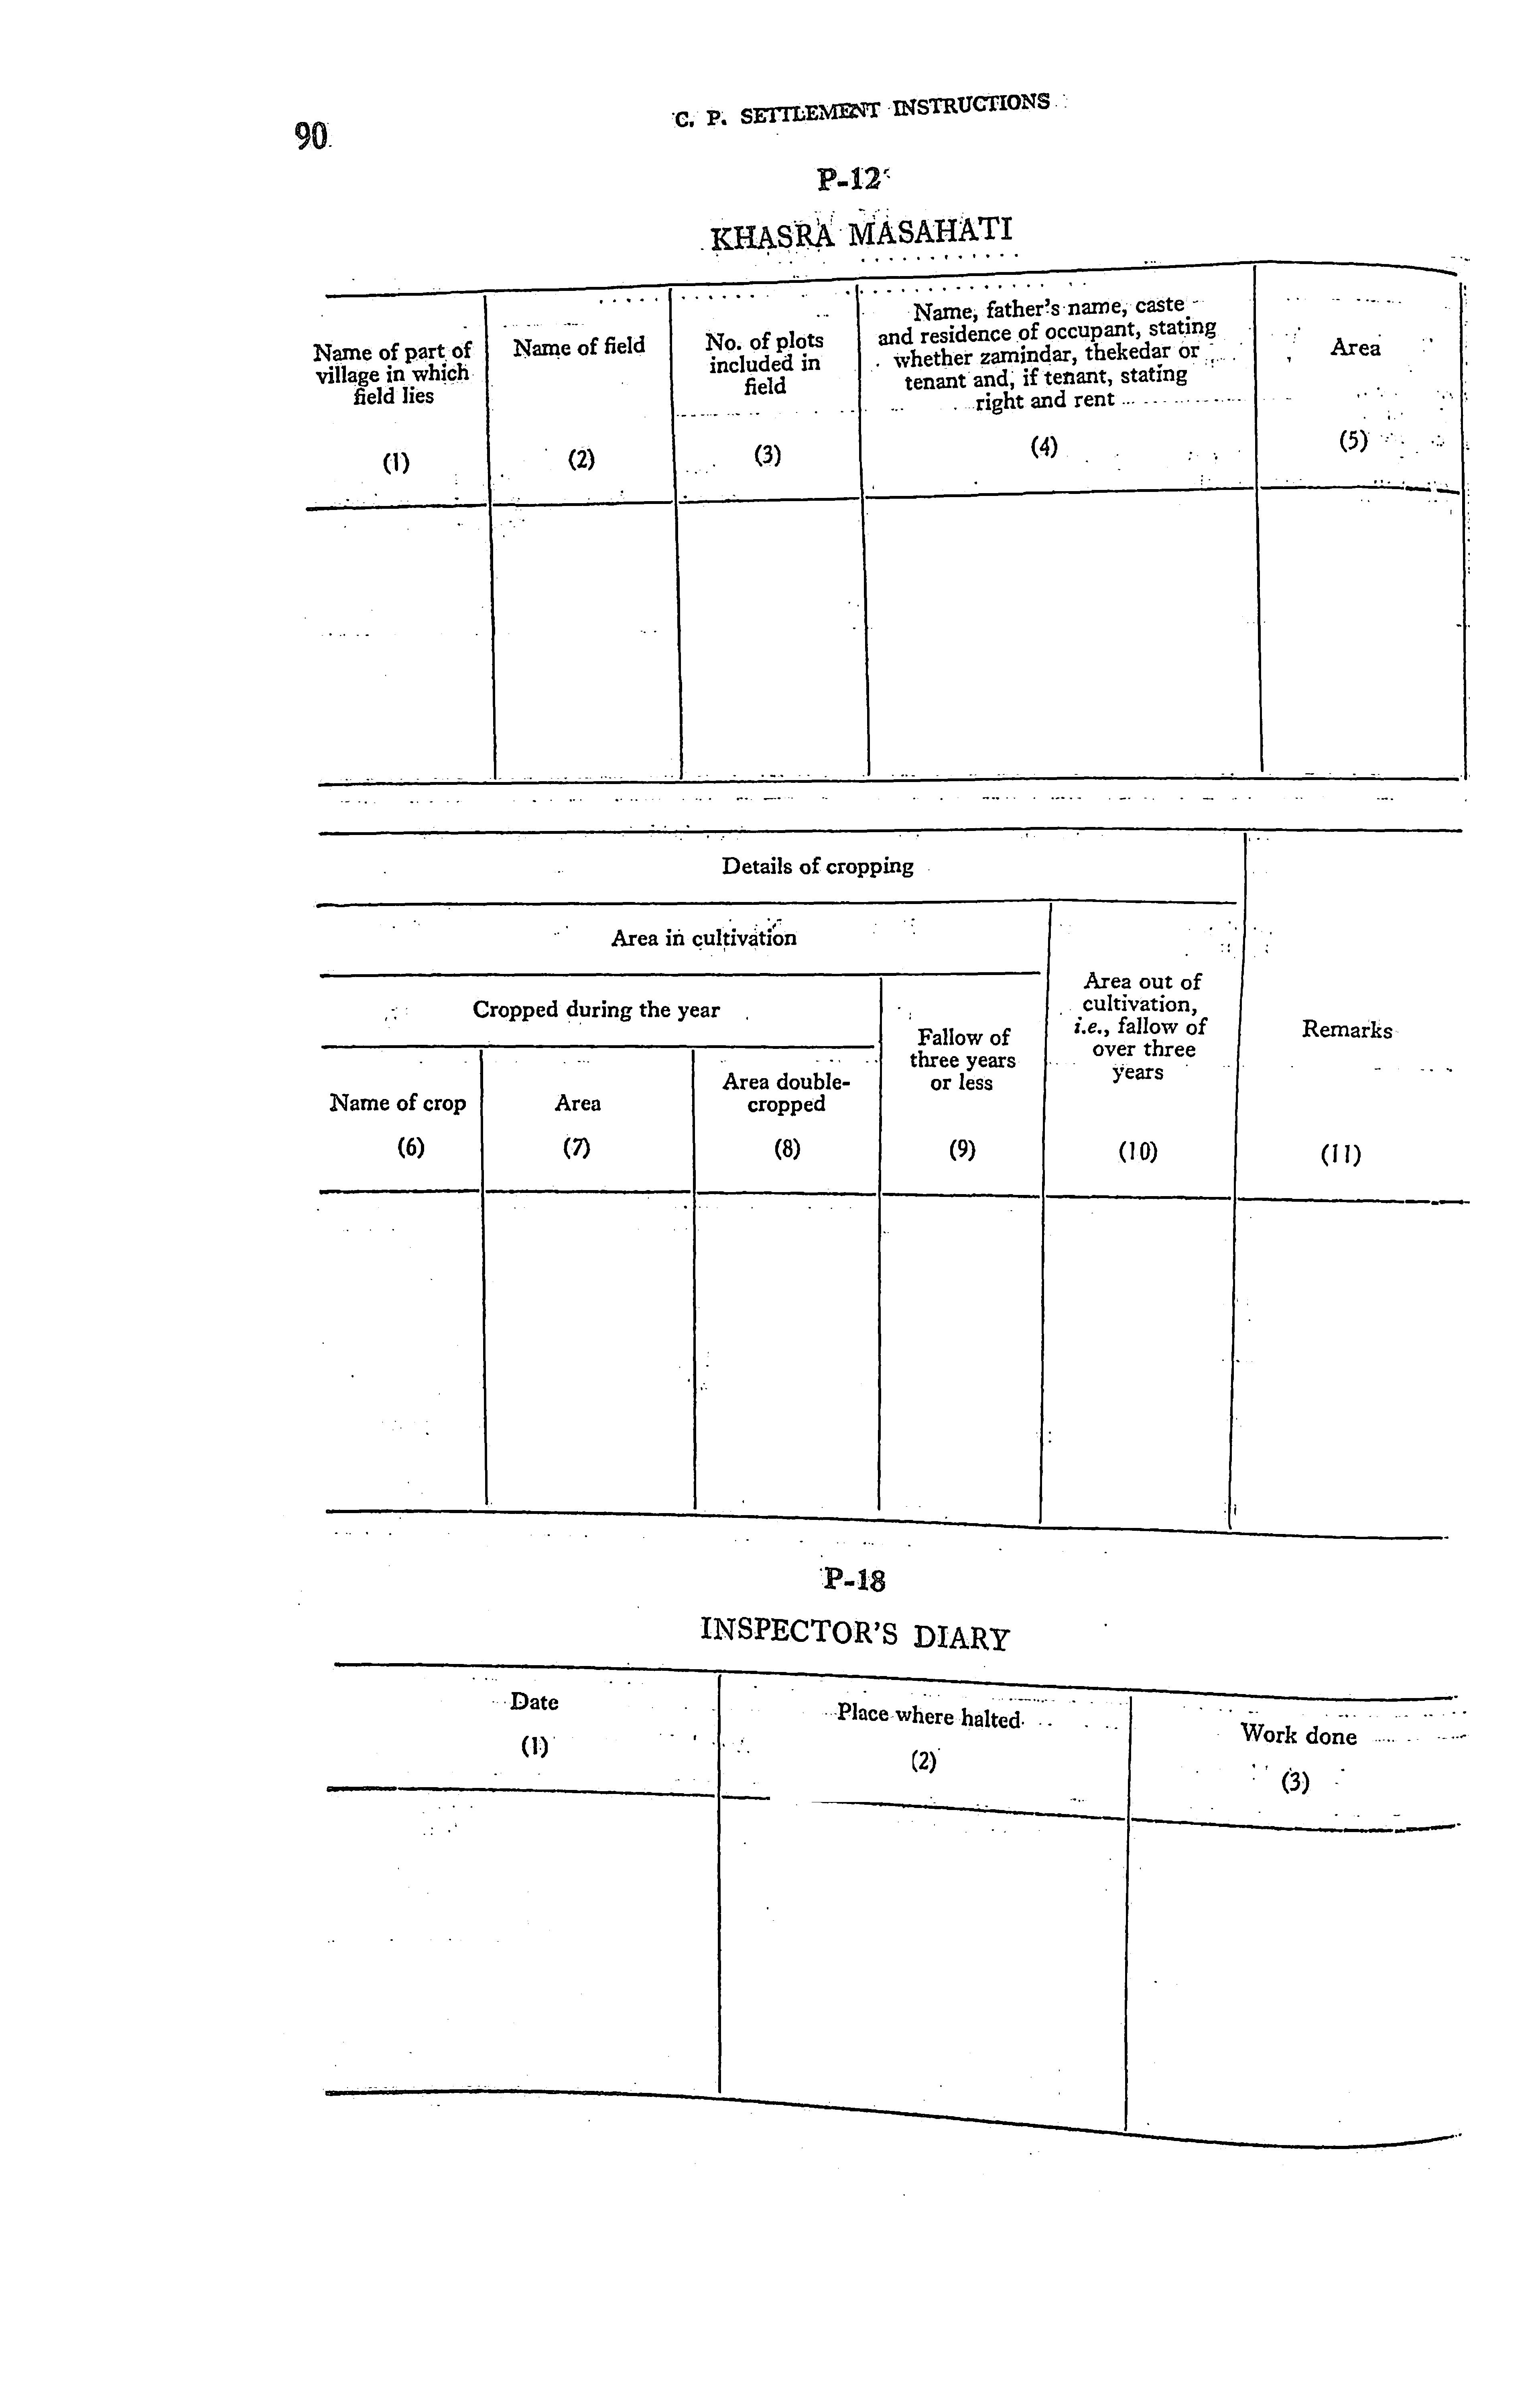 90
C. P. SETTLEMENT INSTRUCTIONS
P-12
KHASRA MASAHATI
Name of part of
village in which
field lies
(1)
Name of field
(2)
No. of plots
included in
field
(3)
Name, father's name, caste
and residence of occupant, stating
whether zamindar, thekedar or
tenant and, if tenant, stating
right and rent
(4)
Area
(5)
Details of cropping
Area in cultivation
Cropped during the year
Name of crop
(6)
Area
(7)
Area double-
cropped
(8)
Fallow of
three years
or less
(9)
Area out of
cultivation,
i.e., fallow of
over three
years
(10)
Remarks
(11)
P-18
INSPECTOR'S DIARY
Date
(1)
Place where halted
(2)
Work done
(3)